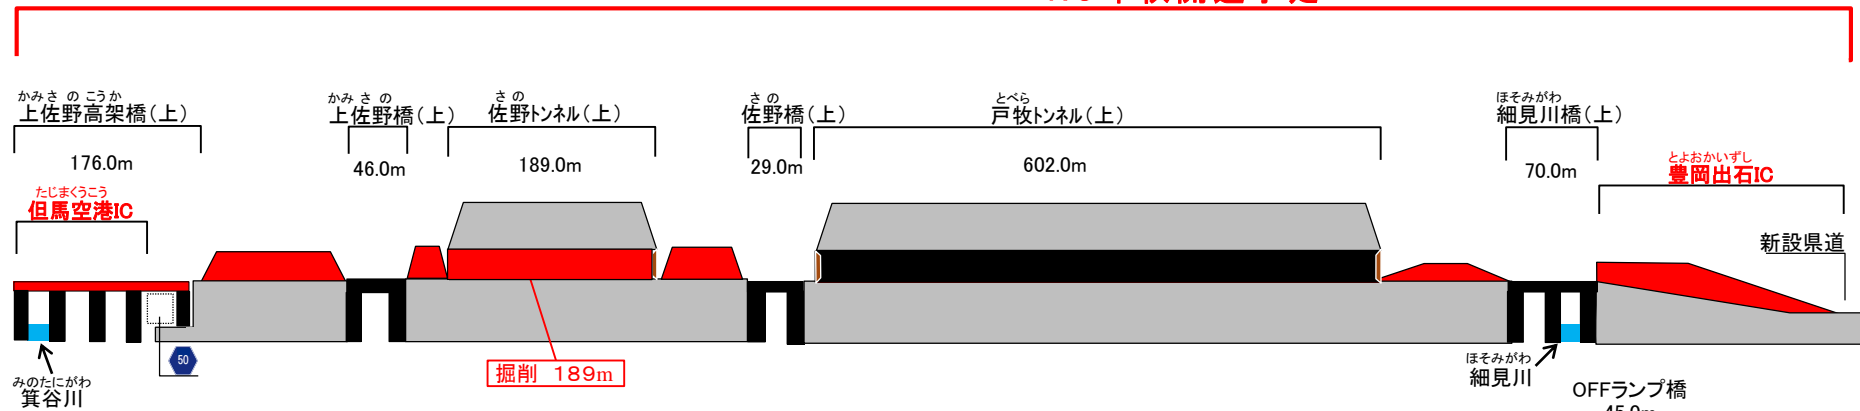 かみさ の こうか
上佐野高架橋（上）
176.0m
かみ さ の
上佐野橋（上）
46.0m
さ の
佐野トンネル（上）
189.0m
さ の
佐野橋（上）
29.0m
とべら
戸牧トンネル（上）
602.0m
ほそみがわ
細見川橋（上）
70.0m
たじまくうこう
但馬空港IC
とよおかいずし
豊岡出石IC
新設県道
50
掘削 189m
みのたにがわ
箕谷川
ほそみがわ
細見川
OFFランプ橋
45.0m